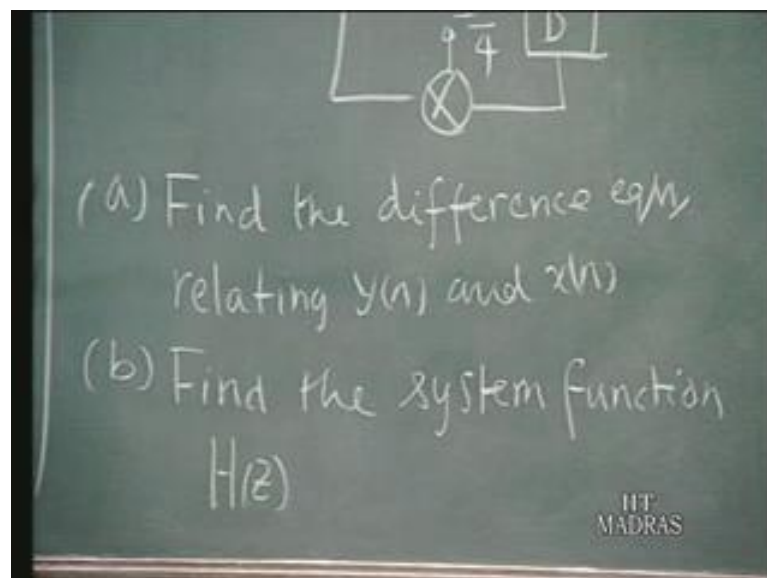 4 D
(a) Find the difference eqn,
relating y(n) and x(n)
(b) Find the system function
H(z)
IIT
MADRAS